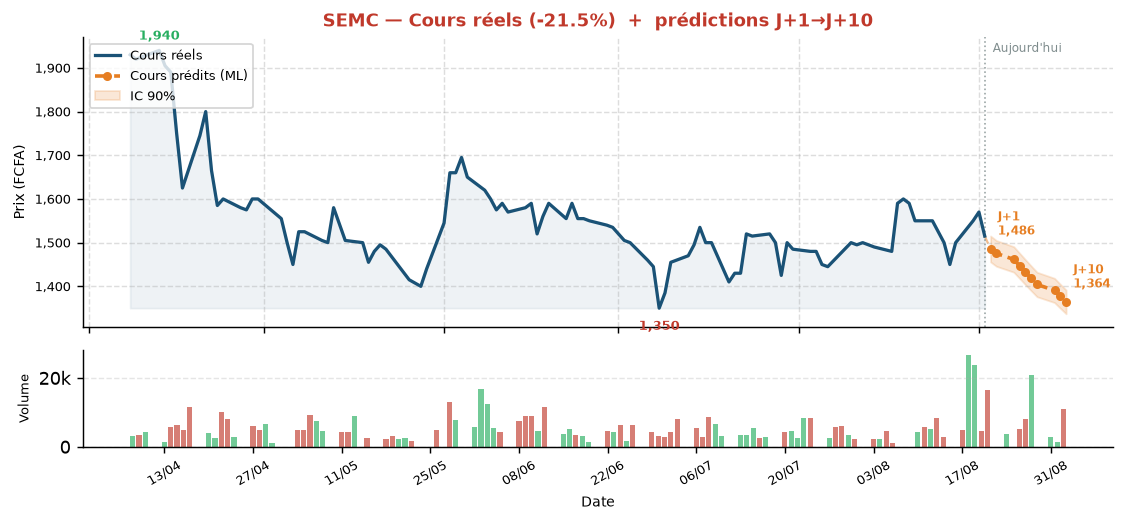 SEMC — Cours réels (-21.5%)  +  prédictions J+1→J+10
1,940
Aujourd'hui
Cours réels
Cours prédits (ML)
IC 90%
1,900
1,800
1,700
1,600
1,500
1,400
Prix (FCFA)
J+1
1,486
J+10
1,364
1,350
20k
0
Volume
13/04
27/04
11/05
25/05
08/06
22/06
06/07
20/07
03/08
17/08
31/08
Date